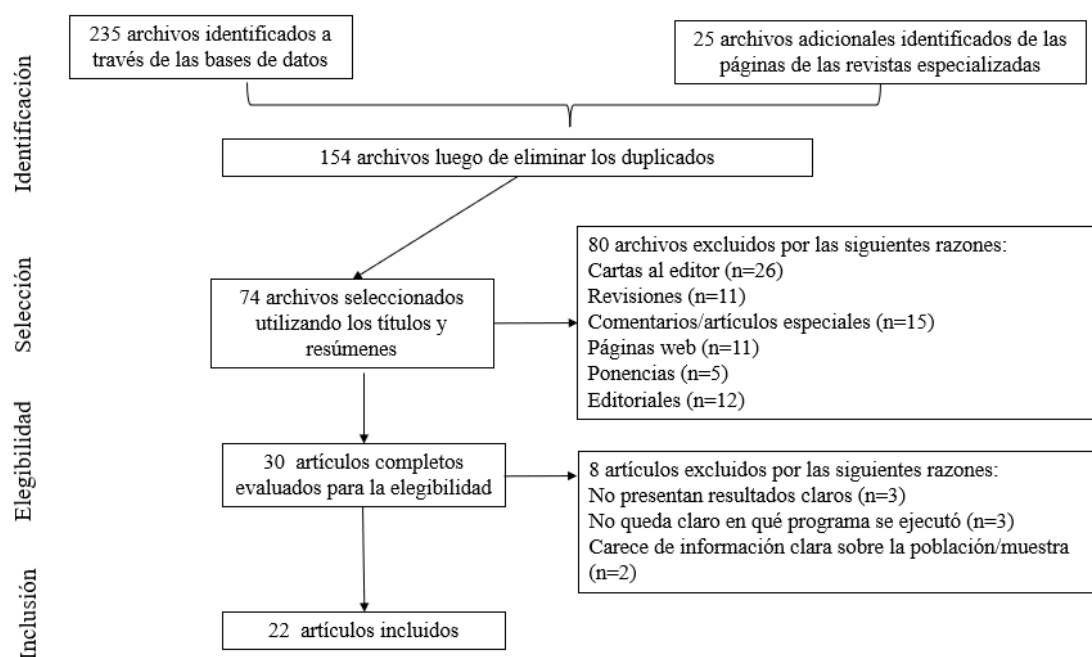 235 archivos identificados a
través de las bases de datos
25 archivos adicionales identificados de las
páginas de las revistas especializadas
Identificación
154 archivos luego de eliminar los duplicados
Selección
74 archivos seleccionados
utilizando los títulos y
resúmenes
80 archivos excluidos por las siguientes razones:
Cartas al editor (n=26)
Revisiones (n=11)
Comentarios/artículos especiales (n=15)
Páginas web (n=11)
Ponencias (n=5)
Editoriales (n=12)
Elegibilidad
30 artículos completos
evaluados para la elegibilidad
8 artículos excluidos por las siguientes razones:
No presentan resultados claros (n=3)
No queda claro en qué programa se ejecutó (n=3)
Carece de información clara sobre la población/muestra
(n=2)
Inclusión
22 artículos incluidos